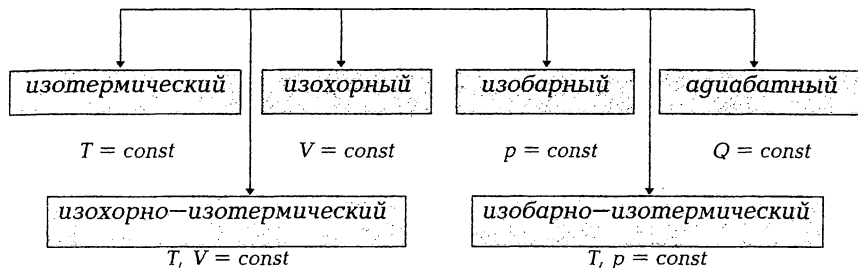 изотермический изохорный изобарный адиабатный
T = const V = const p = const Q = const
изохорно—изотермический изобарно—изотермический
T, V = const T, p = const